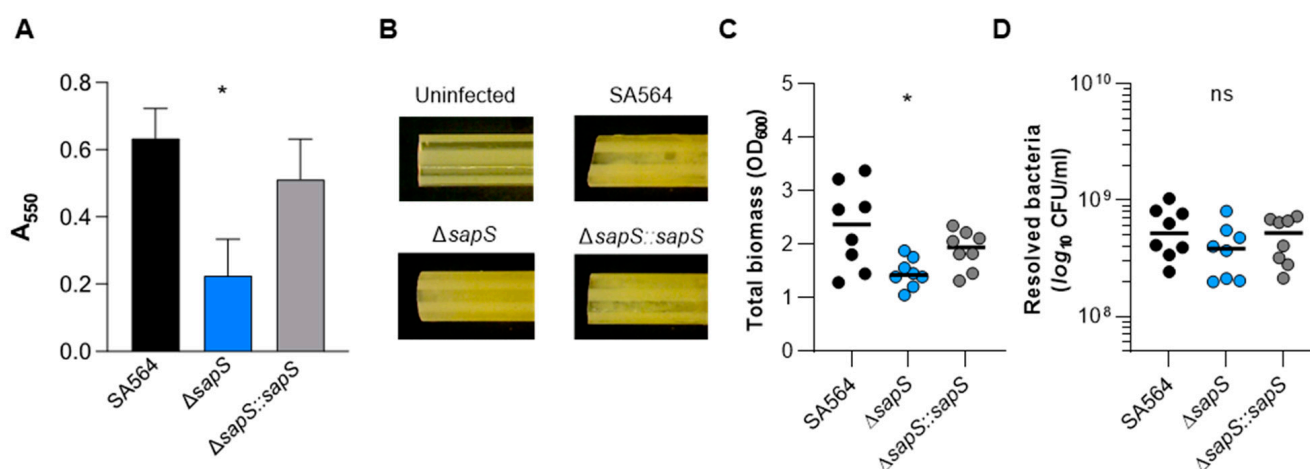 A
A550
0.8
0.6
0.4
0.2
0.0
*
SA564
ΔsapS
ΔsapS::sapS
B
Uninfected
SA564
ΔsapS
ΔsapS::sapS
C
Total biomass (OD600)
5
4
3
2
1
0
*
SA564
ΔsapS
ΔsapS::sapS
D
Resolved bacteria
(log10 CFU/ml)
10^10
10^9
10^8
ns
SA564
ΔsapS
ΔsapS::sapS